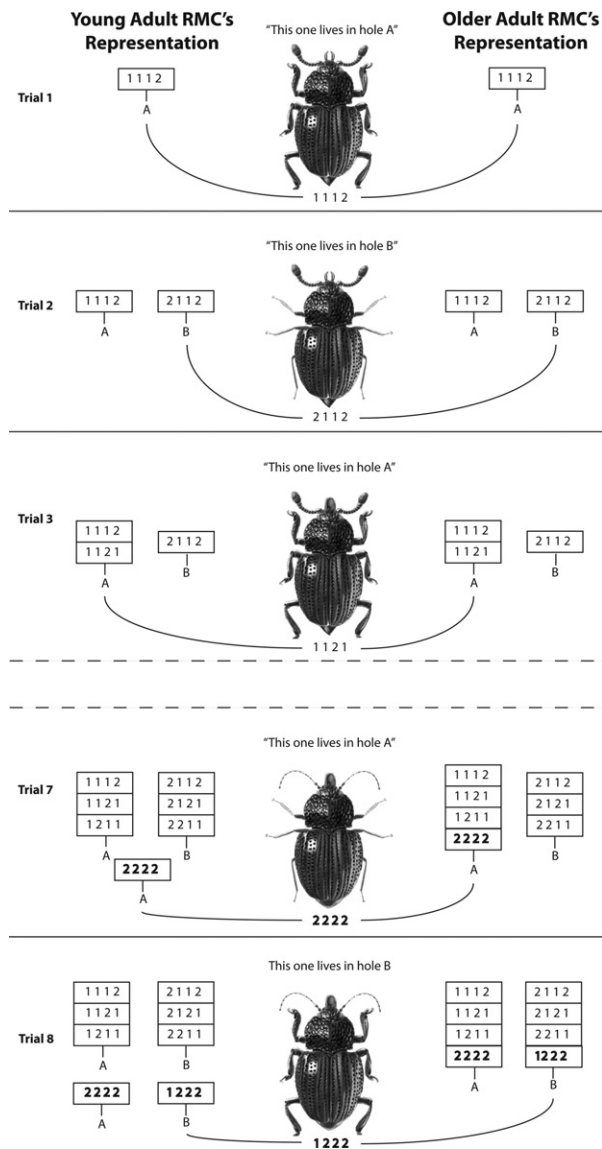 Young Adult RMC's Representation
"This one lives in hole A"
Older Adult RMC's Representation
Trial 1
1 1 1 2
A
1 1 1 2
A
1 1 1 2
"This one lives in hole B"
Trial 2
1 1 1 2
A
2 1 1 2
B
1 1 1 2
A
2 1 1 2
B
2 1 1 2
"This one lives in hole A"
Trial 3
1 1 1 2
1 1 2 1
A
2 1 1 2
B
1 1 1 2
1 1 2 1
A
2 1 1 2
B
1 1 2 1
"This one lives in hole A"
Trial 7
1 1 1 2
1 1 2 1
1 2 1 1
A
2 1 1 2
2 1 2 1
2 2 1 1
B
2222
A
1 1 1 2
1 1 2 1
1 2 1 1
2222
A
2 1 1 2
2 1 2 1
2 2 1 1
B
2222
This one lives in hole B
Trial 8
1 1 1 2
1 1 2 1
1 2 1 1
A
2 1 1 2
2 1 2 1
2 2 1 1
B
2222
A
1222
B
1 1 1 2
1 1 2 1
1 2 1 1
2222
A
2 1 1 2
2 1 2 1
2 2 1 1
1222
B
1222